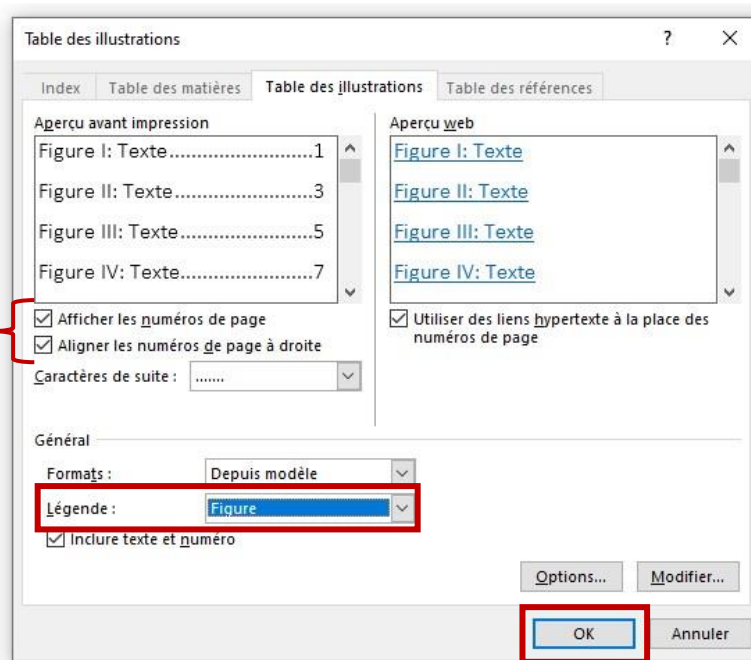 Table des illustrations
?
Index
Table des matières
Table des illustrations
Table des références
Aperçu avant impression
Figure I: Texte..............................1
Figure II: Texte.............................3
Figure III: Texte............................5
Figure IV: Texte............................7
Afficher les numéros de page
Aligner les numéros de page à droite
Caractères de suite : .......
Aperçu web
Figure I: Texte
Figure II: Texte
Figure III: Texte
Figure IV: Texte
Utiliser des liens hypertexte à la place des
numéros de page
Général
Formats : Depuis modèle
Légende : Figure
Inclure texte et numéro
Options... Modifier...
OK Annuler